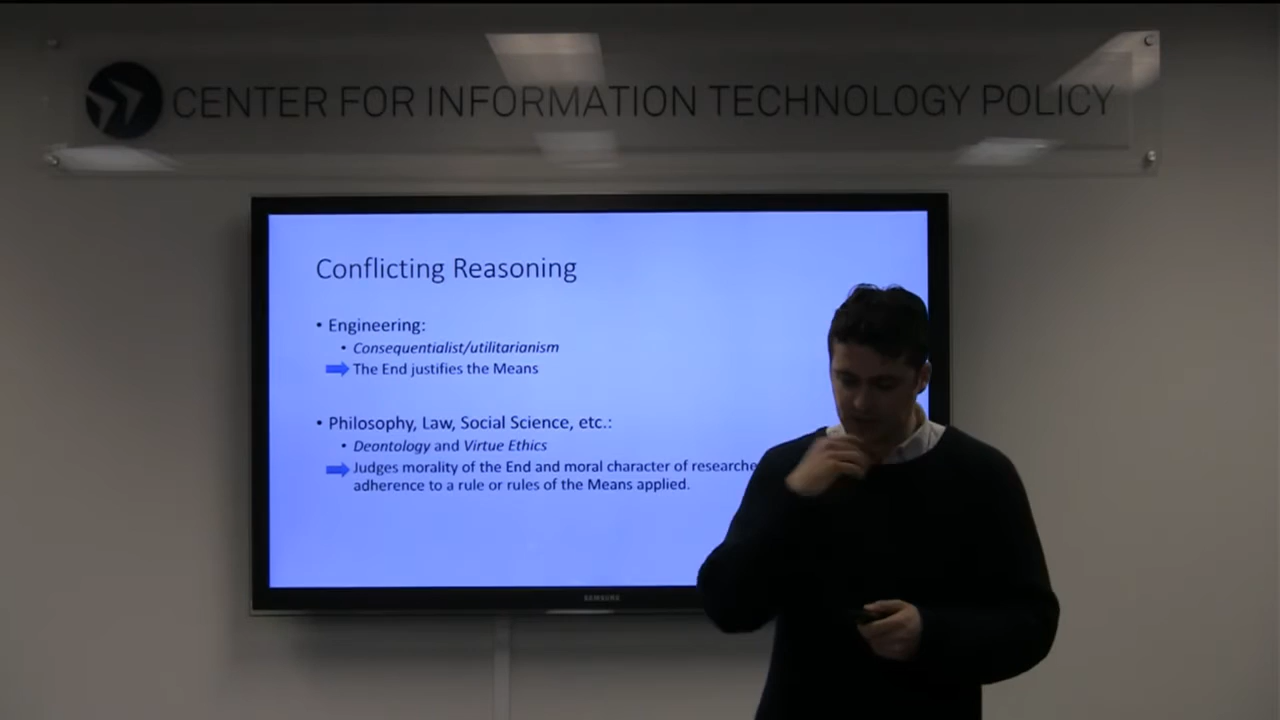 CENTER FOR INFORMATION TECHNOLOGY POLICY
Conflicting Reasoning
• Engineering:
• Consequentialist/utilitarianism
The End justifies the Means
• Philosophy, Law, Social Science, etc.:
• Deontology and Virtue Ethics
Judges morality of the End and moral character of researche
adherence to a rule or rules of the Means applied.
SAMSUNG